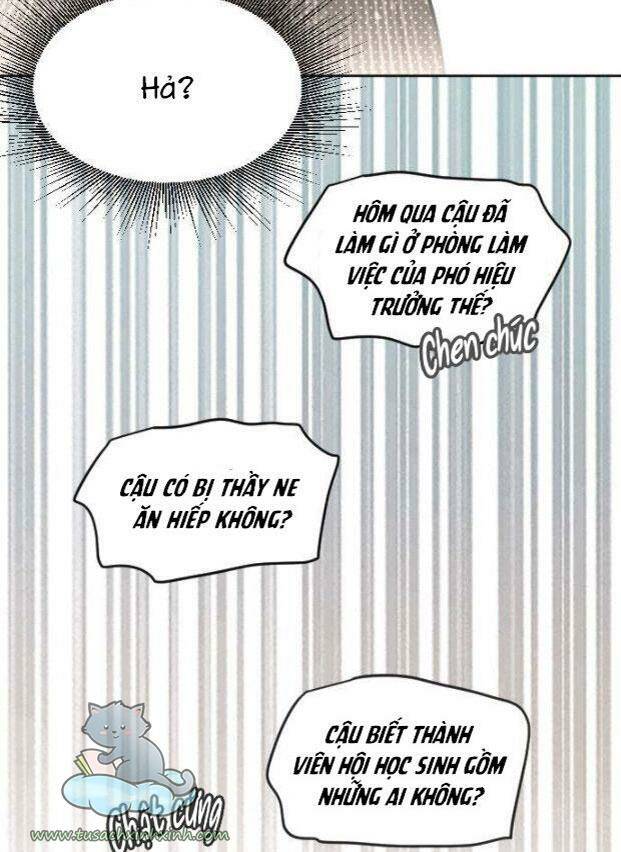 Hả?
HÔM QUA CẬU ĐÃ
LÀM GÌ Ở PHÒNG LÀM
VIỆC CỦA PHÓ HIỆU
TRƯỞNG THẾ?
Chen chúc
CẬU CÓ BỊ THẦY NE
ĂN HIẾP KHÔNG?
CẬU BIẾT THÀNH
VIÊN HỘI HỌC SINH GỒM
NHỮNG AI KHÔNG?
Chật cứng
www.tusachxinhxinh.com